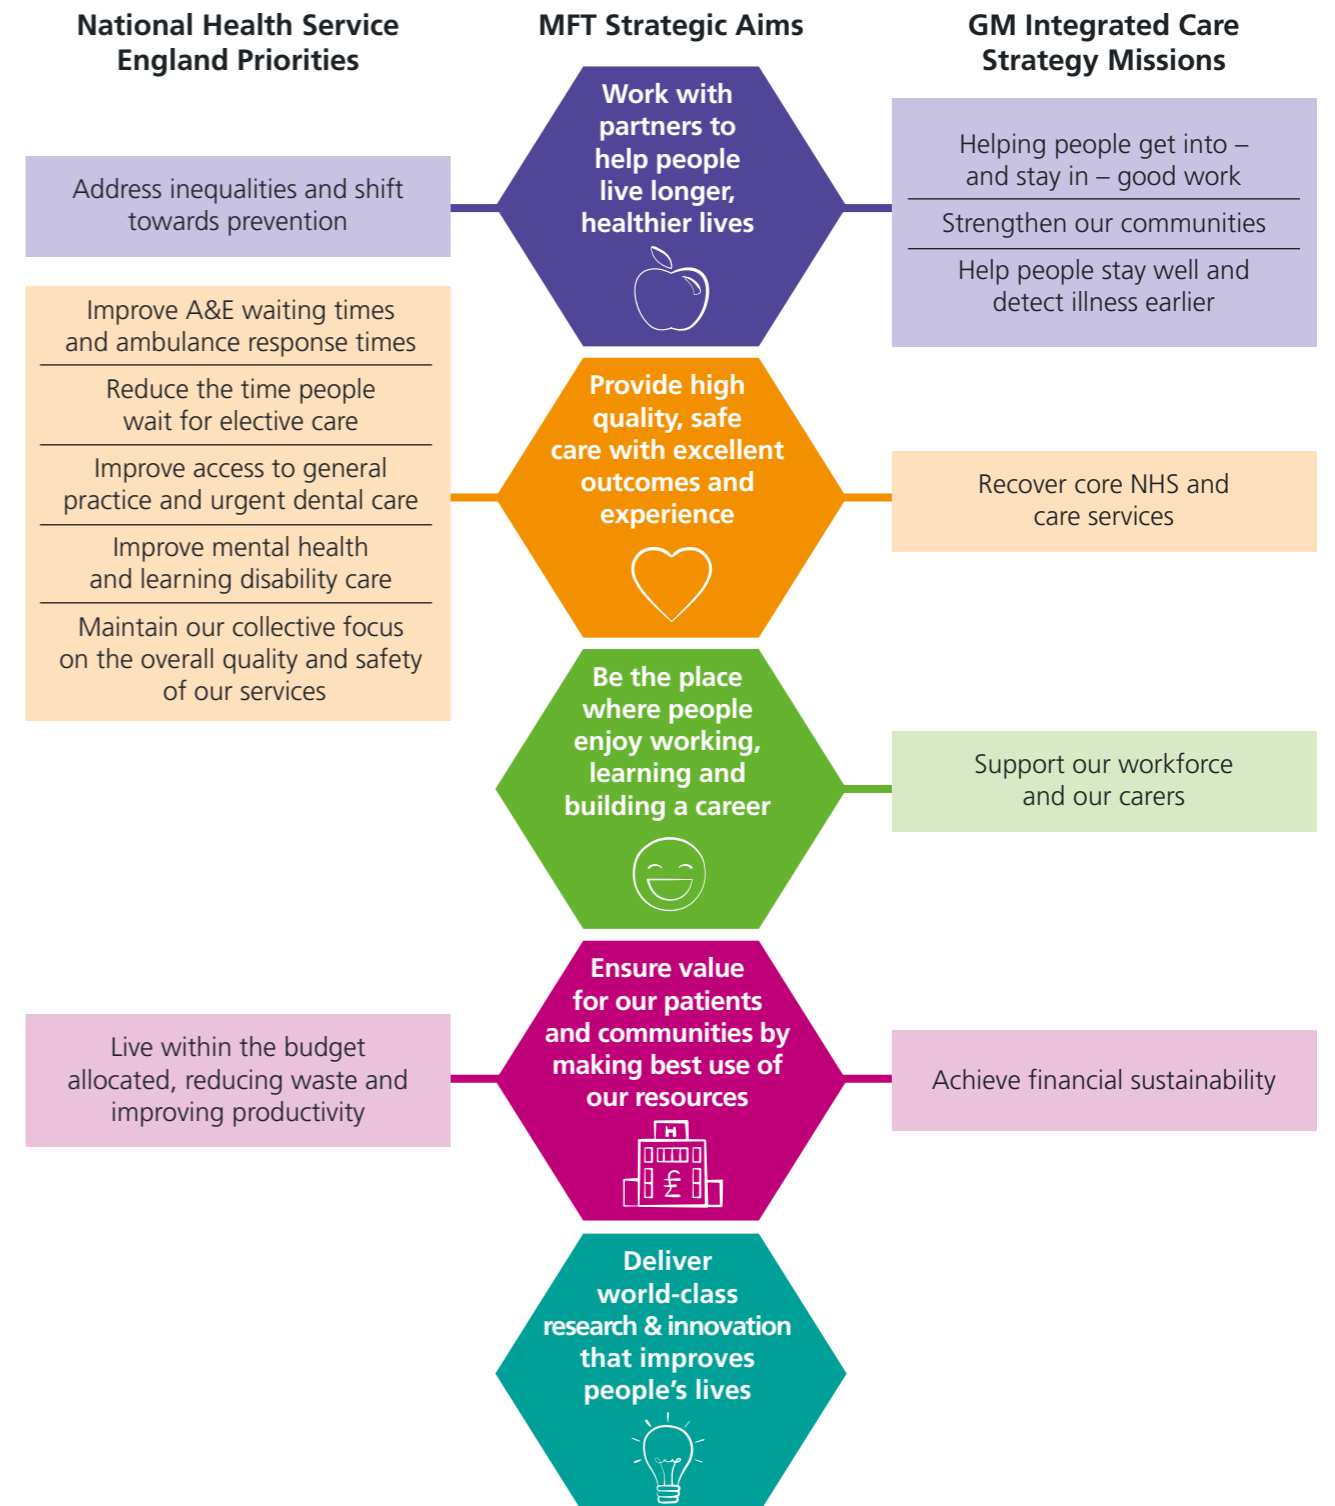 National Health Service
England Priorities
MFT Strategic Aims
GM Integrated Care
Strategy Missions
Address inequalities and shift
towards prevention
Work with
partners to
help people
live longer,
healthier lives
Helping people get into –
and stay in – good work
Strengthen our communities
Help people stay well and
detect illness earlier
Improve A&E waiting times
and ambulance response times
Reduce the time people
wait for elective care
Improve access to general
practice and urgent dental care
Improve mental health
and learning disability care
Maintain our collective focus
on the overall quality and safety
of our services
Provide high
quality, safe
care with excellent
outcomes and
experience
Recover core NHS and
care services
Be the place
where people
enjoy working,
learning and
building a career
Support our workforce
and our carers
Live within the budget
allocated, reducing waste and
improving productivity
Ensure value
for our patients
and communities by
making best use of
our resources
H
£
Achieve financial sustainability
Deliver
world-class
research & innovation
that improves
people’s lives